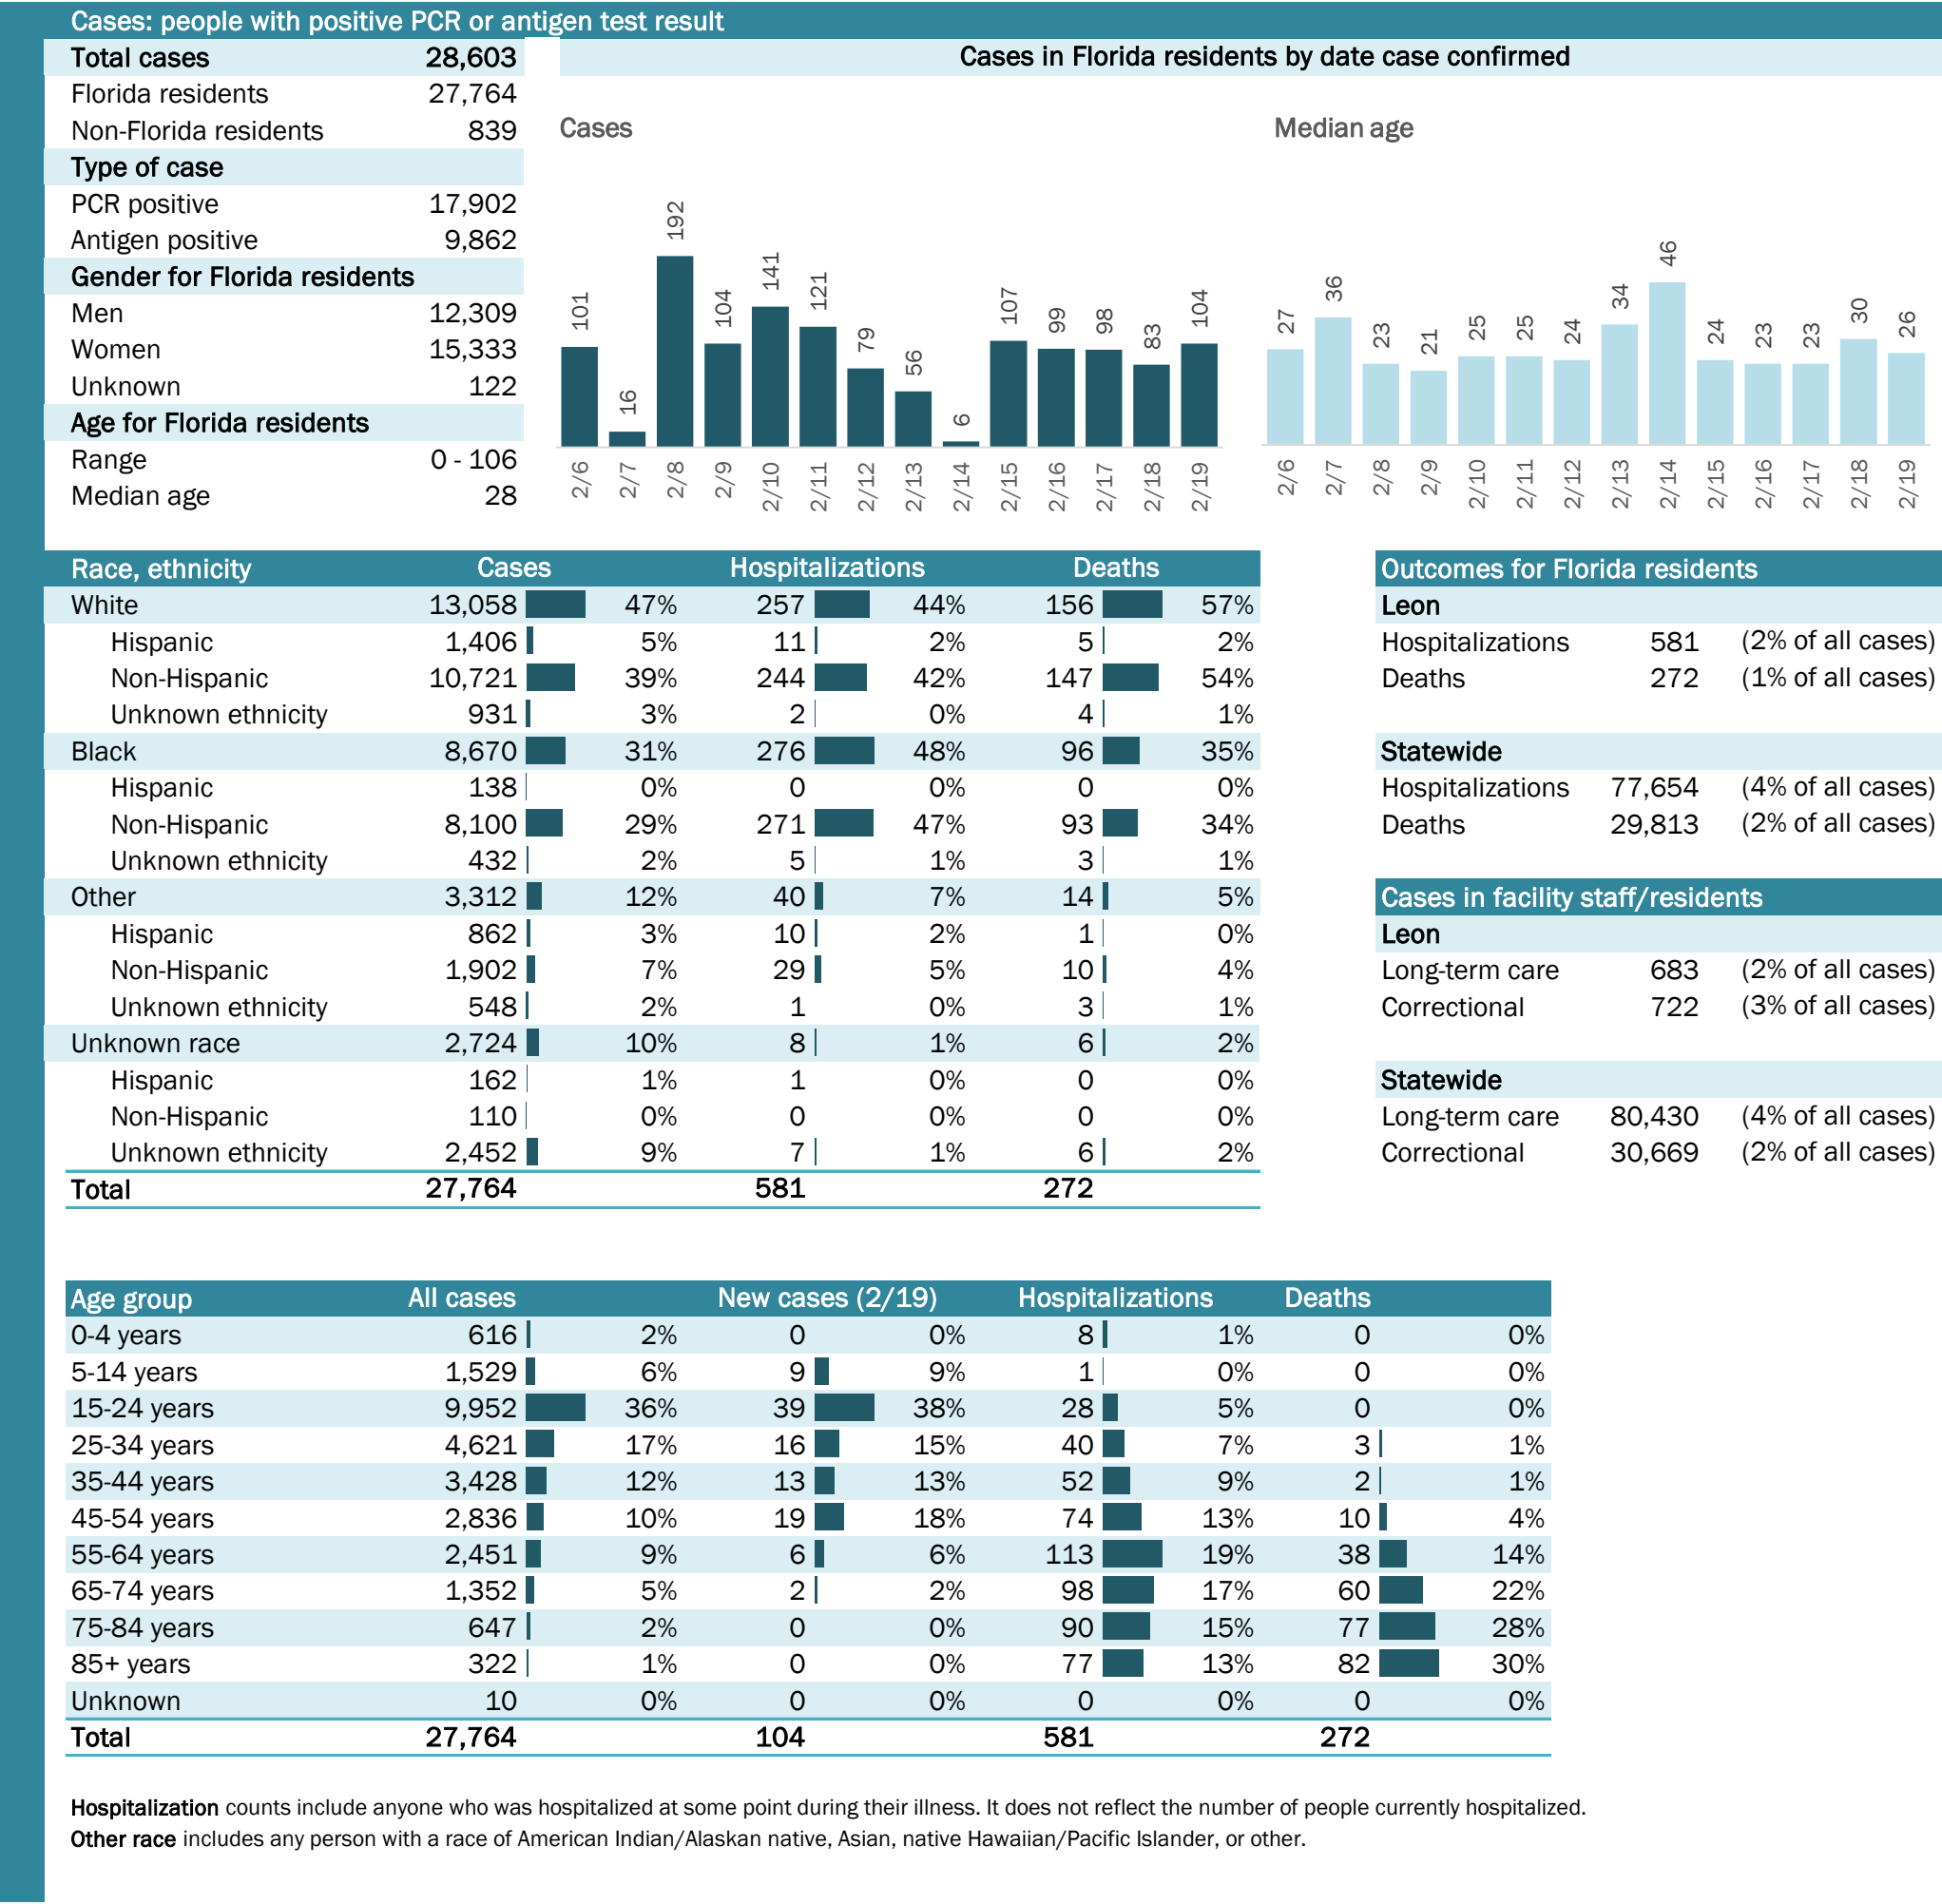 Cases: people with positive PCR or antigen test result
Total cases 28,603
Florida residents 27,764
Non-Florida residents 839
Type of case
PCR positive 17,902
Antigen positive 9,862
Gender for Florida residents
Men 12,309
Women 15,333
Unknown 122
Age for Florida residents
Range 0 - 106
Median age 28
Cases in Florida residents by date case confirmed
Cases
101 16 192 104 141 121 79 56 6 107 99 98 83 104
2/6 2/7 2/8 2/9 2/10 2/11 2/12 2/13 2/14 2/15 2/16 2/17 2/18 2/19
Median age
27 36 23 21 25 25 24 34 46 24 23 23 30 26
2/6 2/7 2/8 2/9 2/10 2/11 2/12 2/13 2/14 2/15 2/16 2/17 2/18 2/19
Race, ethnicity Cases Hospitalizations Deaths
White 13,058 47% 257 44% 156 57%
Hispanic 1,406 5% 11 2% 5 2%
Non-Hispanic 10,721 39% 244 42% 147 54%
Unknown ethnicity 931 3% 2 0% 4 1%
Black 8,670 31% 276 48% 96 35%
Hispanic 138 0% 0 0% 0 0%
Non-Hispanic 8,100 29% 271 47% 93 34%
Unknown ethnicity 432 2% 5 1% 3 1%
Other 3,312 12% 40 7% 14 5%
Hispanic 862 3% 10 2% 1 0%
Non-Hispanic 1,902 7% 29 5% 10 4%
Unknown ethnicity 548 2% 1 0% 3 1%
Unknown race 2,724 10% 8 1% 6 2%
Hispanic 162 1% 1 0% 0 0%
Non-Hispanic 110 0% 0 0% 0 0%
Unknown ethnicity 2,452 9% 7 1% 6 2%
Total 27,764 581 272
Outcomes for Florida residents
Leon
Hospitalizations 581 (2% of all cases)
Deaths 272 (1% of all cases)
Statewide
Hospitalizations 77,654 (4% of all cases)
Deaths 29,813 (2% of all cases)
Cases in facility staff/residents
Leon
Long-term care 683 (2% of all cases)
Correctional 722 (3% of all cases)
Statewide
Long-term care 80,430 (4% of all cases)
Correctional 30,669 (2% of all cases)
Age group All cases New cases (2/19) Hospitalizations Deaths
0-4 years 616 2% 0 0% 8 1% 0 0%
5-14 years 1,529 6% 9 9% 1 0% 0 0%
15-24 years 9,952 36% 39 38% 28 5% 0 0%
25-34 years 4,621 17% 16 15% 40 7% 3 1%
35-44 years 3,428 12% 13 13% 52 9% 2 1%
45-54 years 2,836 10% 19 18% 74 13% 10 4%
55-64 years 2,451 9% 6 6% 113 19% 38 14%
65-74 years 1,352 5% 2 2% 98 17% 60 22%
75-84 years 647 2% 0 0% 90 15% 77 28%
85+ years 322 1% 0 0% 77 13% 82 30%
Unknown 10 0% 0 0% 0 0% 0 0%
Total 27,764 104 581 272
Hospitalization counts include anyone who was hospitalized at some point during their illness. It does not reflect the number of people currently hospitalized.
Other race includes any person with a race of American Indian/Alaskan native, Asian, native Hawaiian/Pacific Islander, or other.